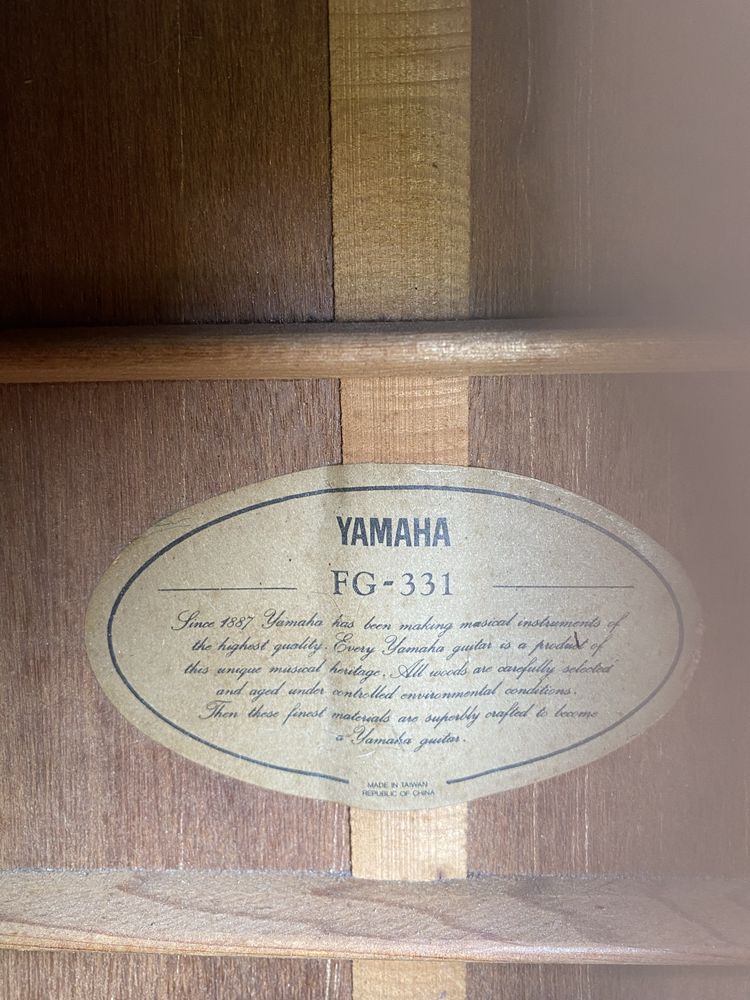 YAMAHA
FG-331
Since 1887 Yamaha has been making musical instruments of
the highest quality. Every Yamaha guitar is a product of
this unique musical heritage. All woods are carefully selected
and aged under controlled environmental conditions.
Then these finest materials are superbly crafted to become
a Yamaha guitar.
MADE IN TAIWAN
REPUBLIC OF CHINA